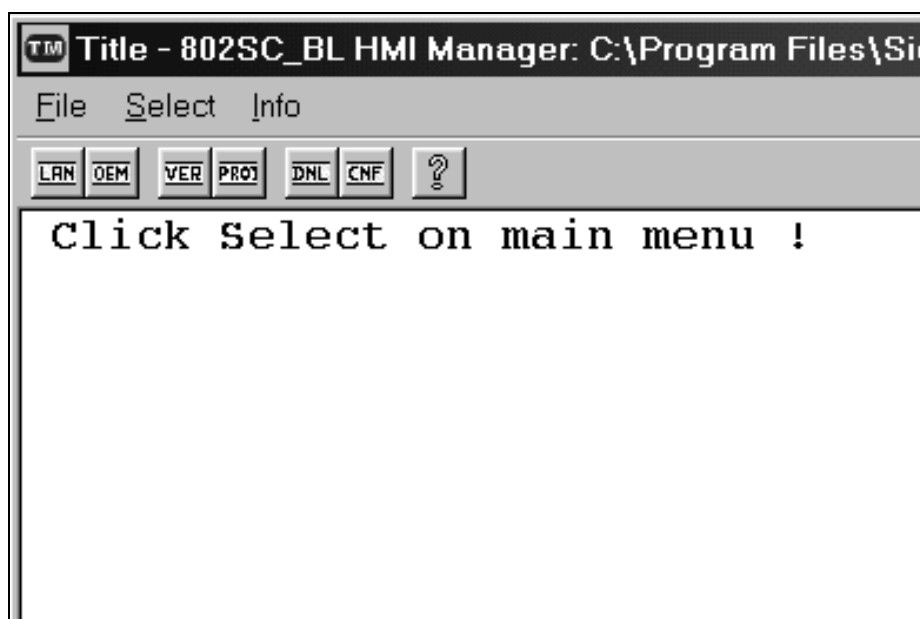 TM Title - 802SC_BL HMI Manager: C:\Program Files\Si
File Select Info
LAN OEM VER PROJ DNL CNF ?
Click Select on main menu !